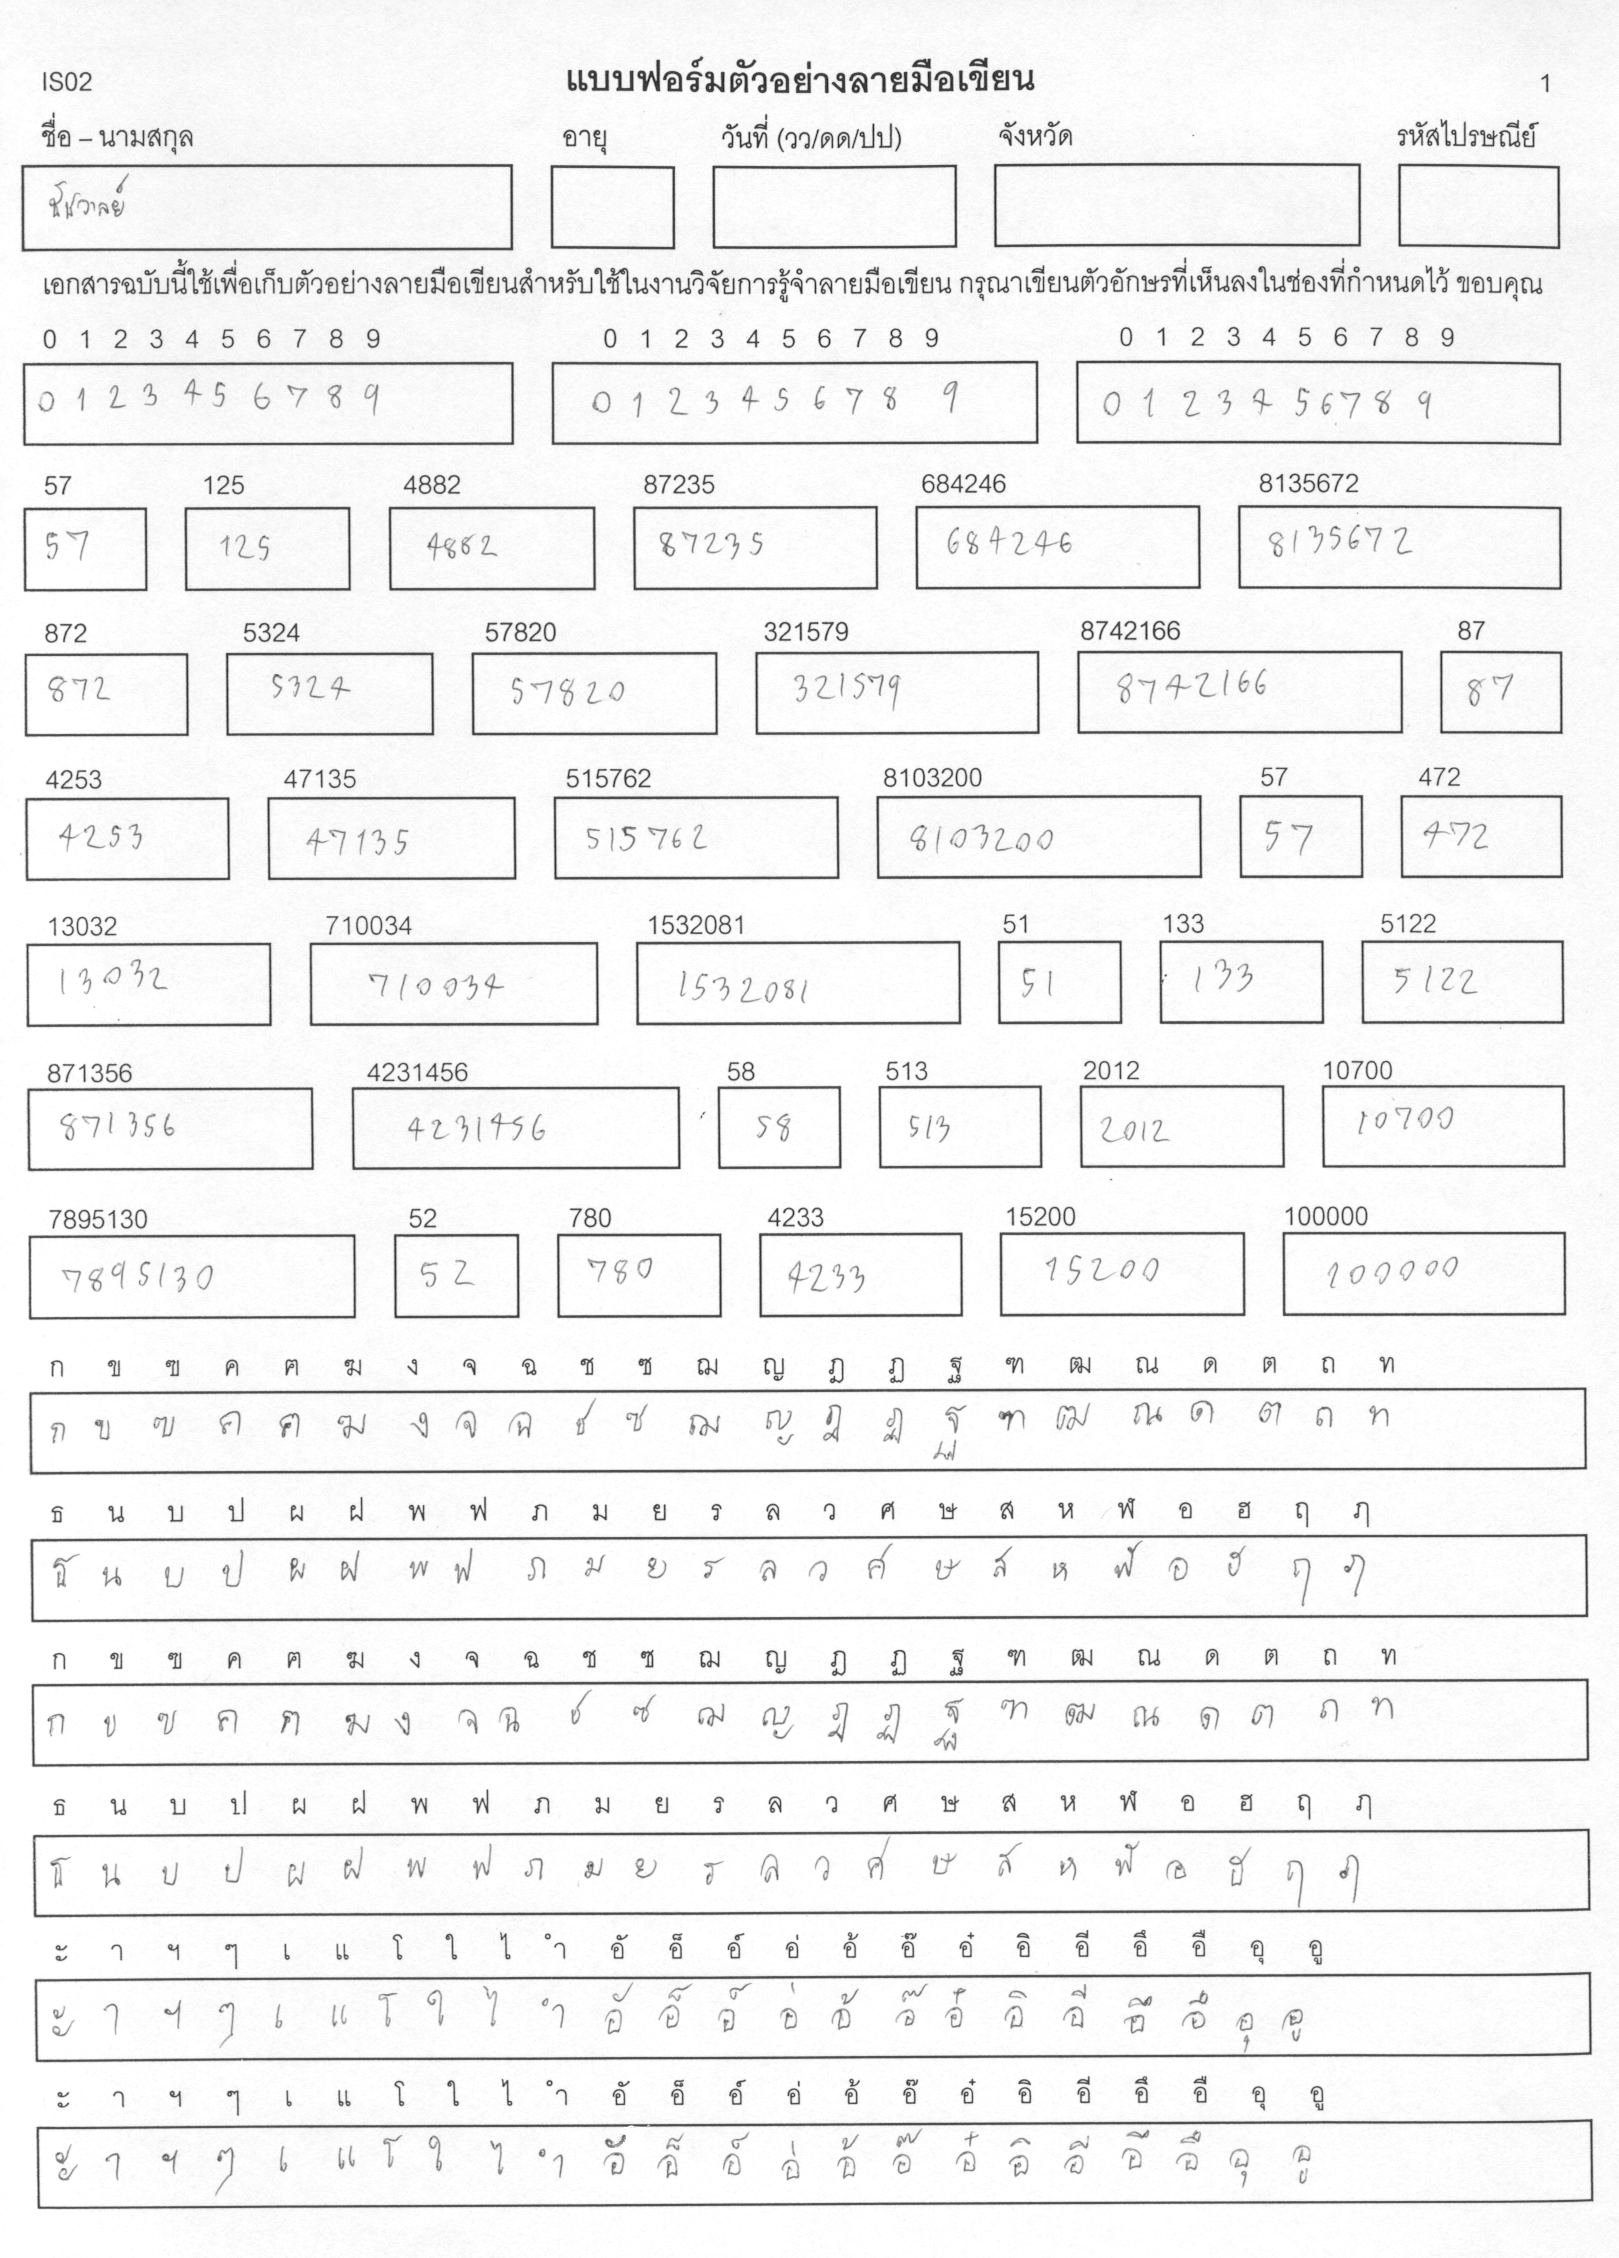 IS02 แบบฟอร์มตัวอย่างลายมือเขียน 1
ชื่อ – นามสกุล อายุ วันที่ (วว/ดด/ปป) จังหวัด รหัสไปรษณีย์
ชัชวาลย์
เอกสารฉบับนี้ใช้เพื่อเก็บตัวอย่างลายมือเขียนสำหรับใช้ในงานวิจัยการรู้จำลายมือเขียน กรุณาเขียนตัวอักษรที่เห็นลงในช่องที่กำหนดไว้ ขอบคุณ
0 1 2 3 4 5 6 7 8 9 0 1 2 3 4 5 6 7 8 9 0 1 2 3 4 5 6 7 8 9
0 1 2 3 4 5 6 7 8 9 0 1 2 3 4 5 6 7 8 9 0 1 2 3 4 5 6 7 8 9
57 125 4882 87235 684246 8135672
57 125 4882 87235 684246 8135672
872 5324 57820 321579 8742166 87
872 5324 57820 321579 8742166 87
4253 47135 515762 8103200 57 472
4253 47135 515762 8103200 57 472
13032 710034 1532081 51 133 5122
13032 710034 1532081 51 133 5122
871356 4231456 58 513 2012 10700
871356 4231456 58 513 2012 10700
7895130 52 780 4233 15200 100000
7895130 52 780 4233 15200 100000
ก ข ฃ ค ฅ ฆ ง จ ฉ ช ซ ฌ ญ ฎ ฏ ฐ ฑ ฒ ณ ด ต ถ ท
ก ข ฃ ค ฅ ฆ ง จ ฉ ช ซ ฌ ญ ฎ ฏ ฐ ฑ ฒ ณ ด ต ถ ท
ธ น บ ป ผ ฝ พ ฟ ภ ม ย ร ล ว ศ ษ ส ห ฬ อ ฮ ฤ ฦ
ธ น บ ป ผ ฝ พ ฟ ภ ม ย ร ล ว ศ ษ ส ห ฬ อ ฮ ฤ ฦ
ก ข ฃ ค ฅ ฆ ง จ ฉ ช ซ ฌ ญ ฎ ฏ ฐ ฑ ฒ ณ ด ต ถ ท
ก ข ฃ ค ฅ ฆ ง จ ฉ ช ซ ฌ ญ ฎ ฏ ฐ ฑ ฒ ณ ด ต ถ ท
ธ น บ ป ผ ฝ พ ฟ ภ ม ย ร ล ว ศ ษ ส ห ฬ อ ฮ ฤ ฦ
ธ น บ ป ผ ฝ พ ฟ ภ ม ย ร ล ว ศ ษ ส ห ฬ อ ฮ ฤ ฦ
ะ า ฯ ๆ เ แ โ ใ ไ ำ อั อ็ อ์ อ่ อ้ อ๊ อ๋ อิ อี อึ อื อุ อู
ะ า ฯ ๆ เ แ โ ใ ไ ำ อั อ็ อ์ อ่ อ้ อ๊ อ๋ อิ อี อึ อื อุ อู
ะ า ฯ ๆ เ แ โ ใ ไ ำ อั อ็ อ์ อ่ อ้ อ๊ อ๋ อิ อี อึ อื อุ อู
ะ า ฯ ๆ เ แ โ ใ ไ ำ อั อ็ อ์ อ่ อ้ อ๊ อ๋ อิ อี อึ อื อุ อู